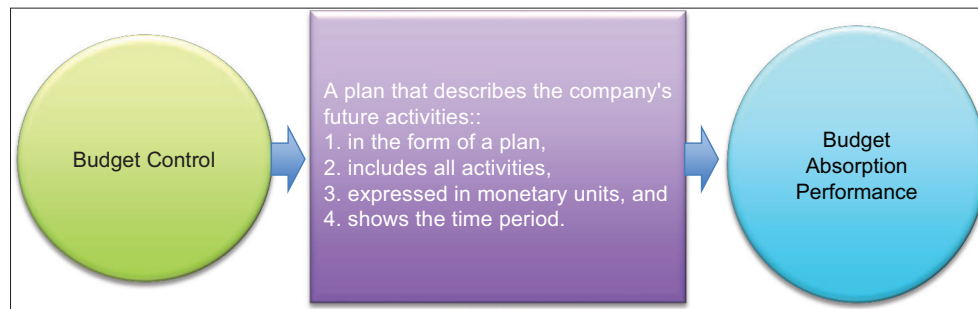 Budget Control
A plan that describes the company's
future activities::
1. in the form of a plan,
2. includes all activities,
3. expressed in monetary units, and
4. shows the time period.
Budget
Absorption
Performance